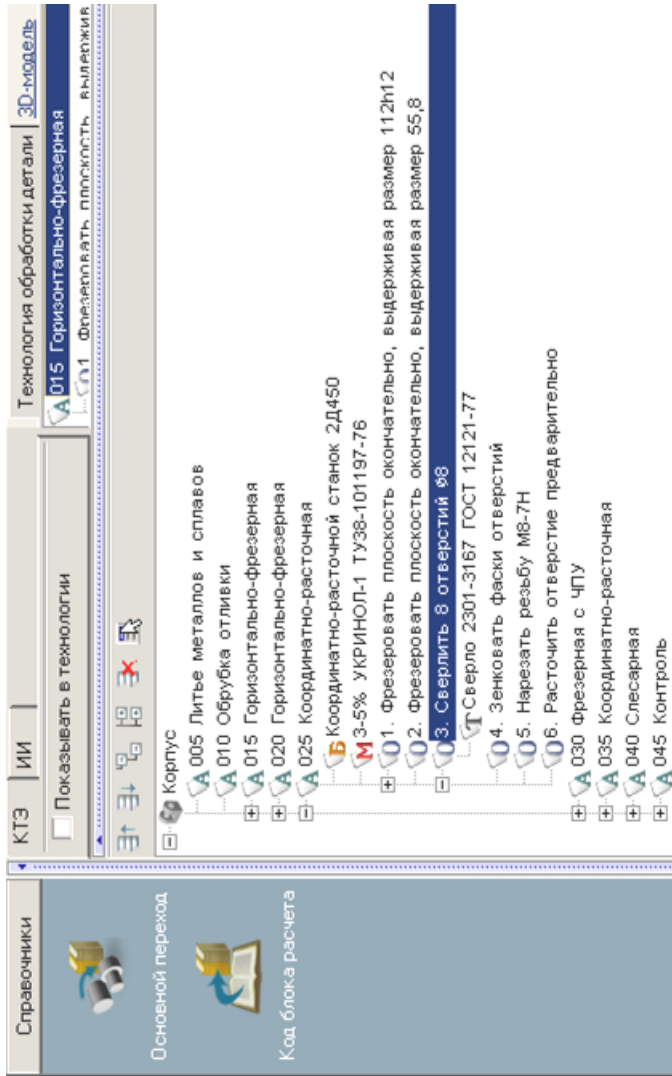 Справочники
Основной переход
Код блока расчета
КТЭ
ИИ
Показывать в технологии
Технология обработки детали
3D-модель
А 015 Горизонтально-фрезерная
О 1 Фрезеровать плоскость выдержив
Корпус
А 005 Литье металлов и сплавов
А 010 Обрубка отливки
А 015 Горизонтально-фрезерная
А 020 Горизонтально-фрезерная
А 025 Координатно-расточная
Б Координатно-расточной станок 2Д450
М 3-5% УКРИНОЛ-1 ТУ38-101197-76
О 1. Фрезеровать плоскость окончательно, выдерживая размер 112h12
О 2. Фрезеровать плоскость окончательно, выдерживая размер 55,8
О 3. Сверлить 8 отверстий ø8
Т Сверло 2301-3167 ГОСТ 12121-77
О 4. Зенковать фаски отверстий
О 5. Нарезать резьбу М8-7Н
О 6. Расточить отверстие предварительно
А 030 Фрезерная с ЧПУ
А 035 Координатно-расточная
А 040 Слесарная
А 045 Контроль